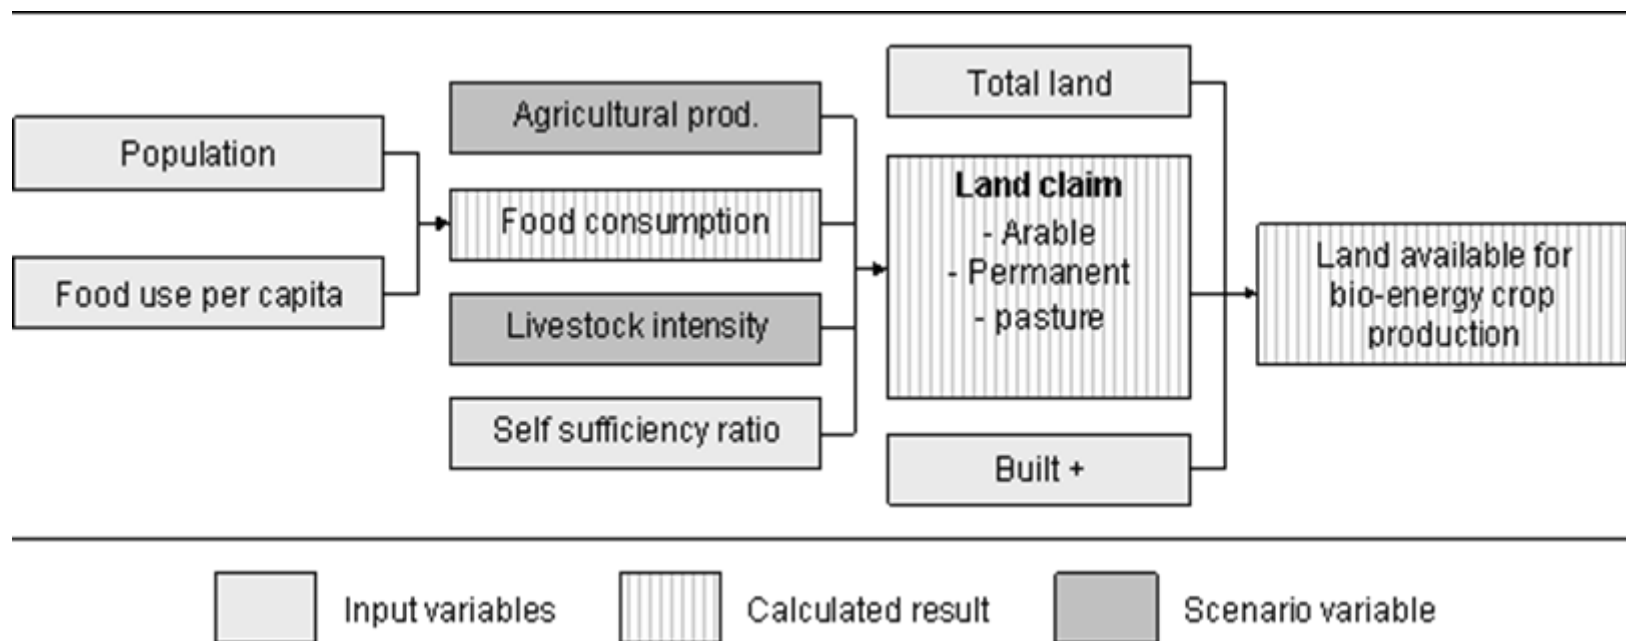 Population
Food use per capita
Agricultural prod.
Food consumption
Livestock intensity
Self sufficiency ratio
Total land
Land claim
- Arable
- Permanent
- pasture
Built +
Land available for
bio-energy crop
production
Input variables
Calculated result
Scenario variable